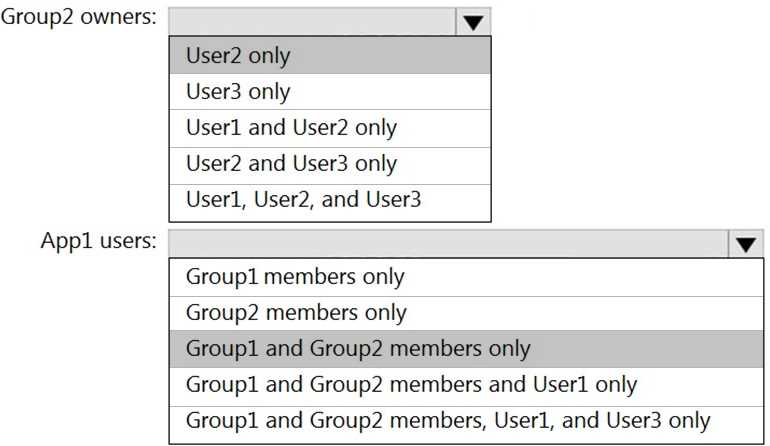 Group2 owners:
User2 only
User3 only
User1 and User2 only
User2 and User3 only
User1, User2, and User3
App1 users:
Group1 members only
Group2 members only
Group1 and Group2 members only
Group1 and Group2 members and User1 only
Group1 and Group2 members, User1, and User3 only